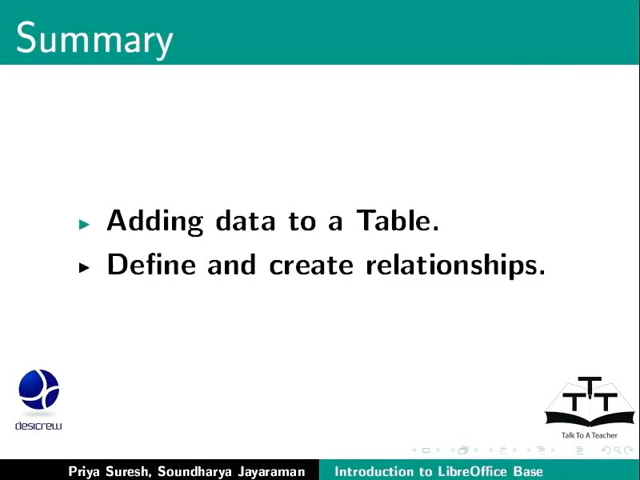 Summary
Adding data to a Table.
Define and create relationships.
desicrew
T T T
Talk To A Teacher
Priya Suresh, Soundharya Jayaraman
Introduction to LibreOffice Base